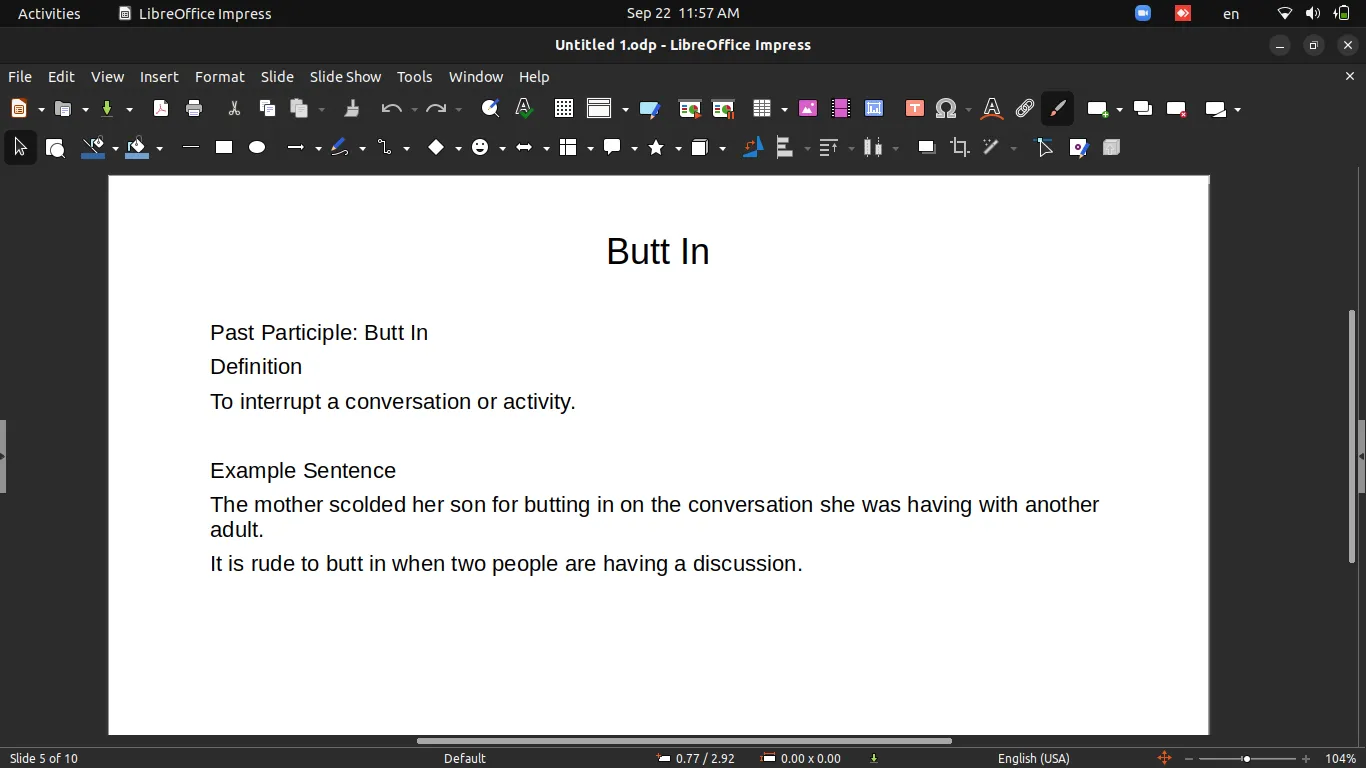 Activities LibreOffice Impress Sep 22 11:57 AM en
Untitled 1.odp - LibreOffice Impress
File Edit View Insert Format Slide Slide Show Tools Window Help
Butt In
Past Participle: Butt In
Definition
To interrupt a conversation or activity.
Example Sentence
The mother scolded her son for butting in on the conversation she was having with another
adult.
It is rude to butt in when two people are having a discussion.
Slide 5 of 10 Default 0.77 / 2.92 0.00 x 0.00 English (USA) 104%